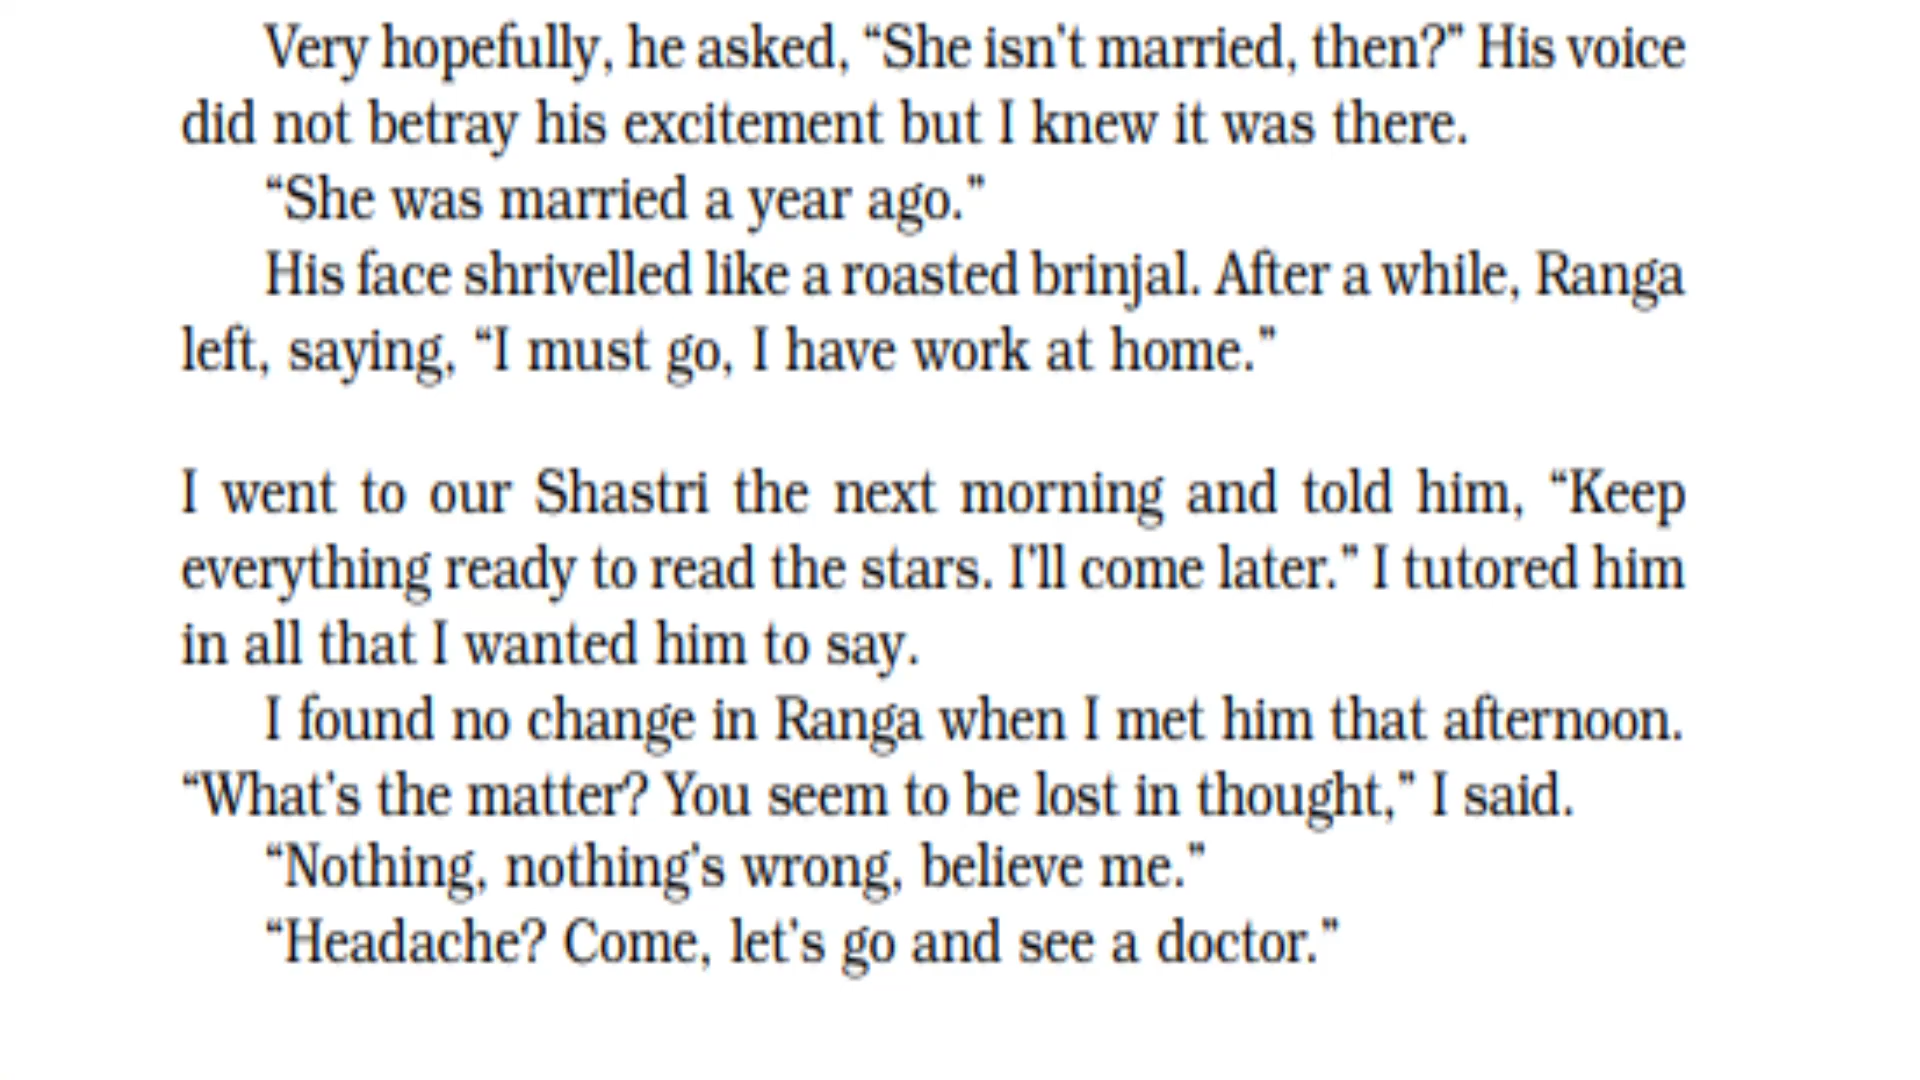 Very hopefully, he asked, “She isn’t married, then?” His voice
did not betray his excitement but I knew it was there.
“She was married a year ago.”
His face shrivelled like a roasted brinjal. After a while, Ranga
left, saying, “I must go, I have work at home.”
I went to our Shastri the next morning and told him, “Keep
everything ready to read the stars. I’ll come later.” I tutored him
in all that I wanted him to say.
I found no change in Ranga when I met him that afternoon.
“What’s the matter? You seem to be lost in thought,” I said.
“Nothing, nothing’s wrong, believe me.”
“Headache? Come, let’s go and see a doctor.”